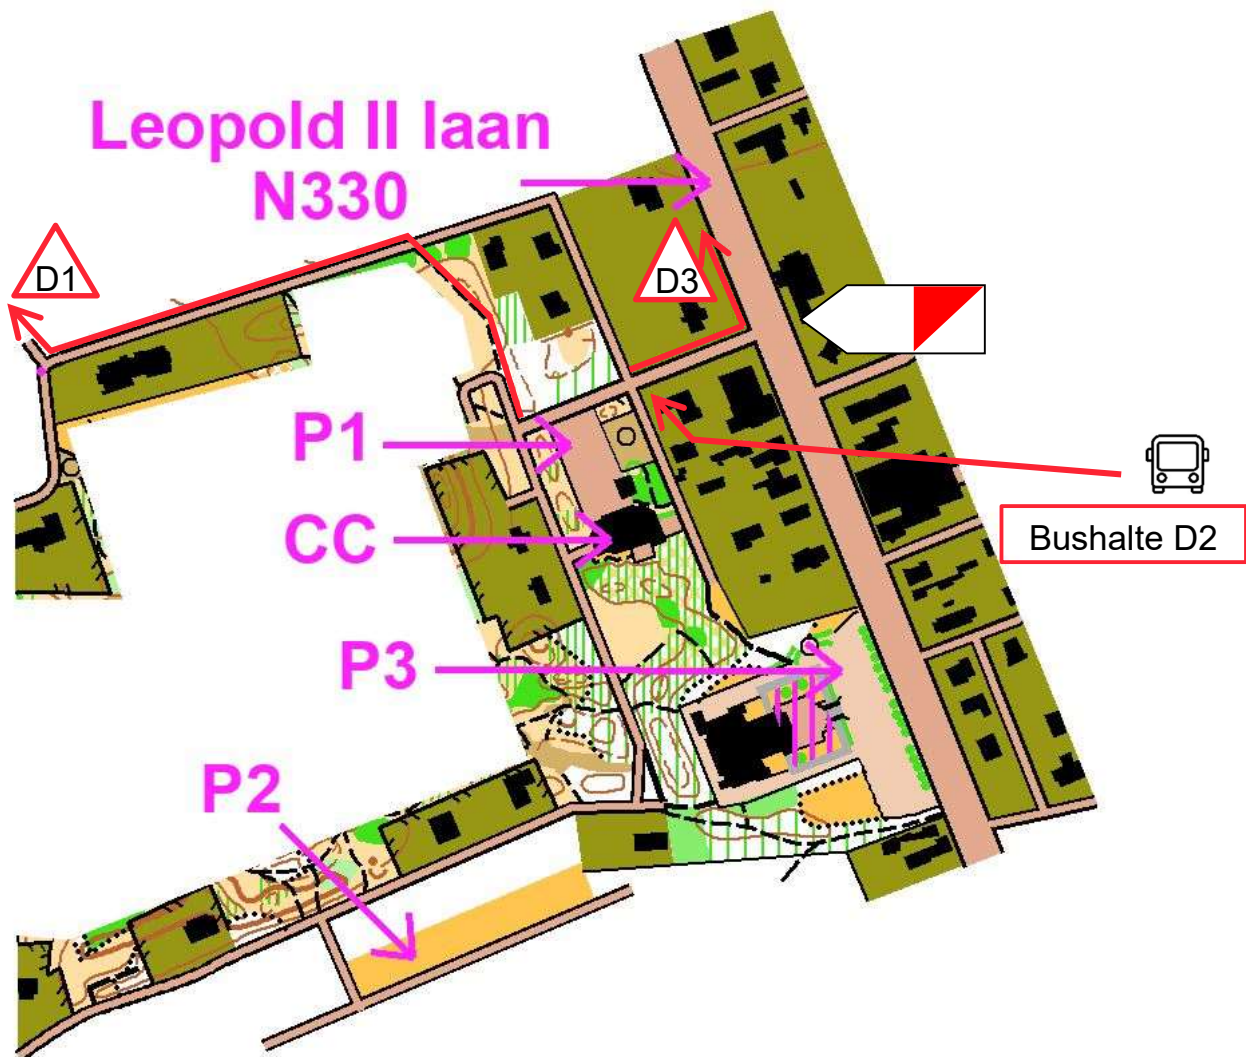 Leopold II laan
N330
D1
D3
P1
CC
Bushalte D2
P3
P2